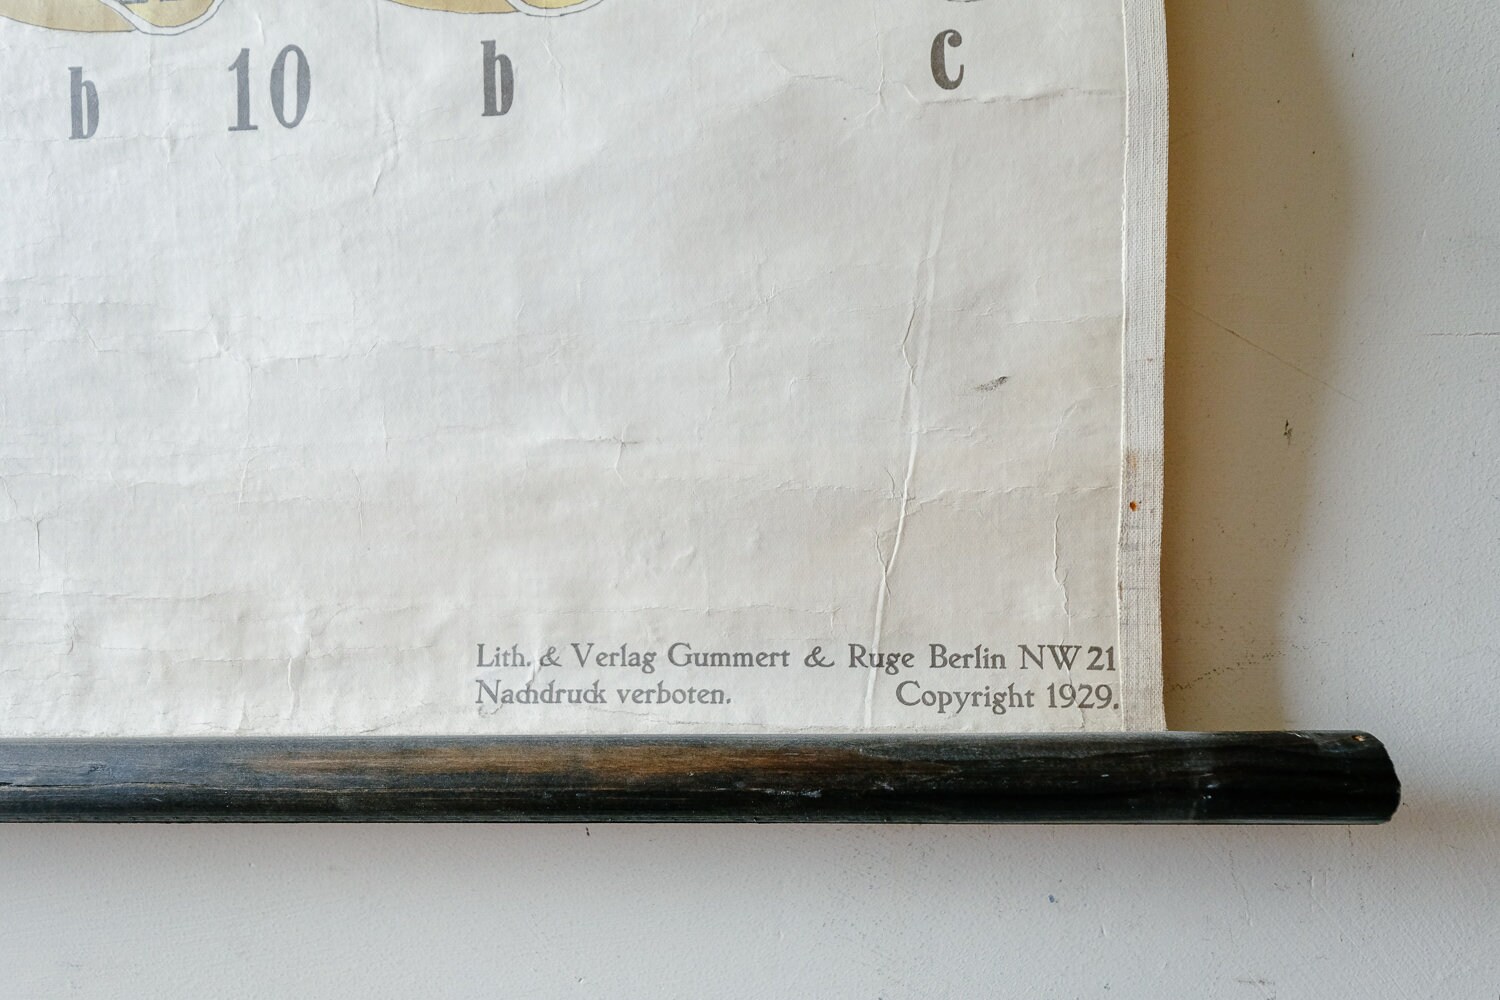 b 10 b c
Lith. & Verlag Gummert & Ruge Berlin NW 21
Nachdruck verboten. Copyright 1929.